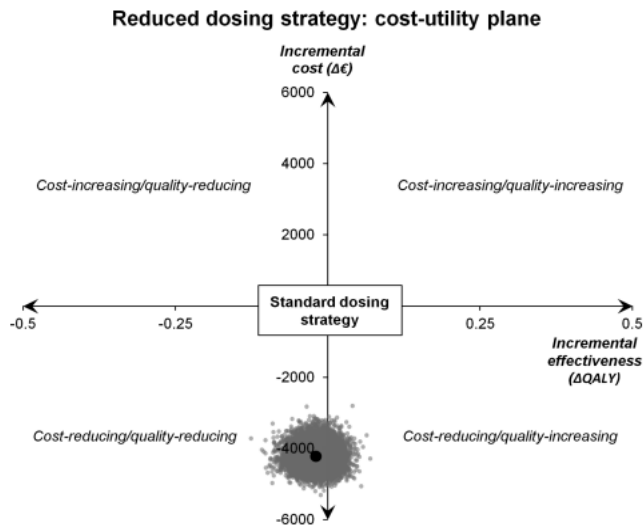 Reduced dosing strategy: cost-utility plane
Incremental
cost (Δ€)
6000
Cost-increasing/quality-reducing
Cost-increasing/quality-increasing
4000
2000
Standard dosing
strategy
-0.5
-0.25
0.25
0.5
Incremental
effectiveness
(ΔQALY)
-2000
Cost-reducing/quality-reducing
Cost-reducing/quality-increasing
-4000
-6000